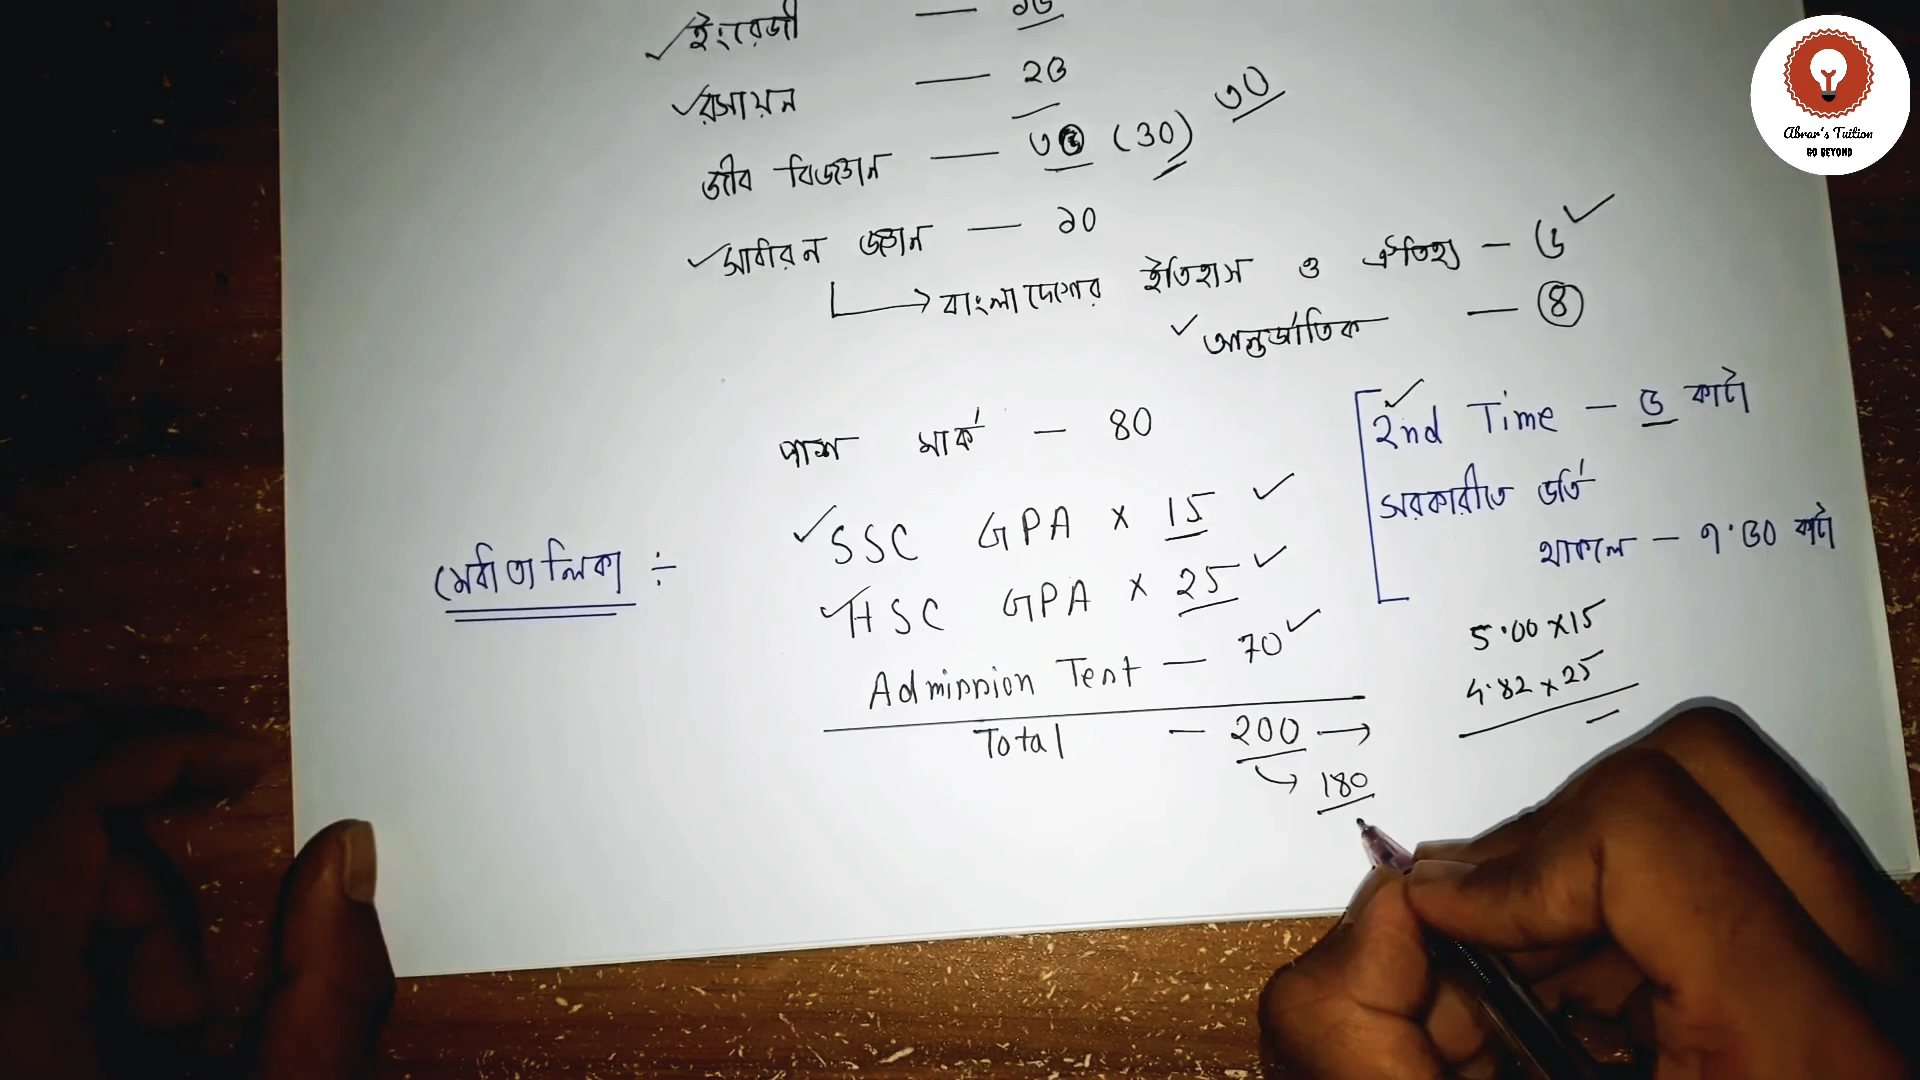 ইংরেজী — ১৫
রসায়ন — ২৫
জীব বিজ্ঞান — ৩০ (30) ৩০
সাধারন জ্ঞান — ১০
বাংলাদেশের ইতিহাস ও ঐতিহ্য — ৬
আন্তর্জাতিক — ৪
পাশ মার্ক — ৪০
2nd Time — ৫ কাটা
সরকারীতে ভর্তি
থাকলে — ৭.৫০ কাটা
মেধাতালিকা ÷
SSC GPA × 15
HSC GPA × 25
Admission Test — 70
Total — 200 →
180
5.00 × 15
4.82 × 25
Abrar's Tuition
GO BEYOND